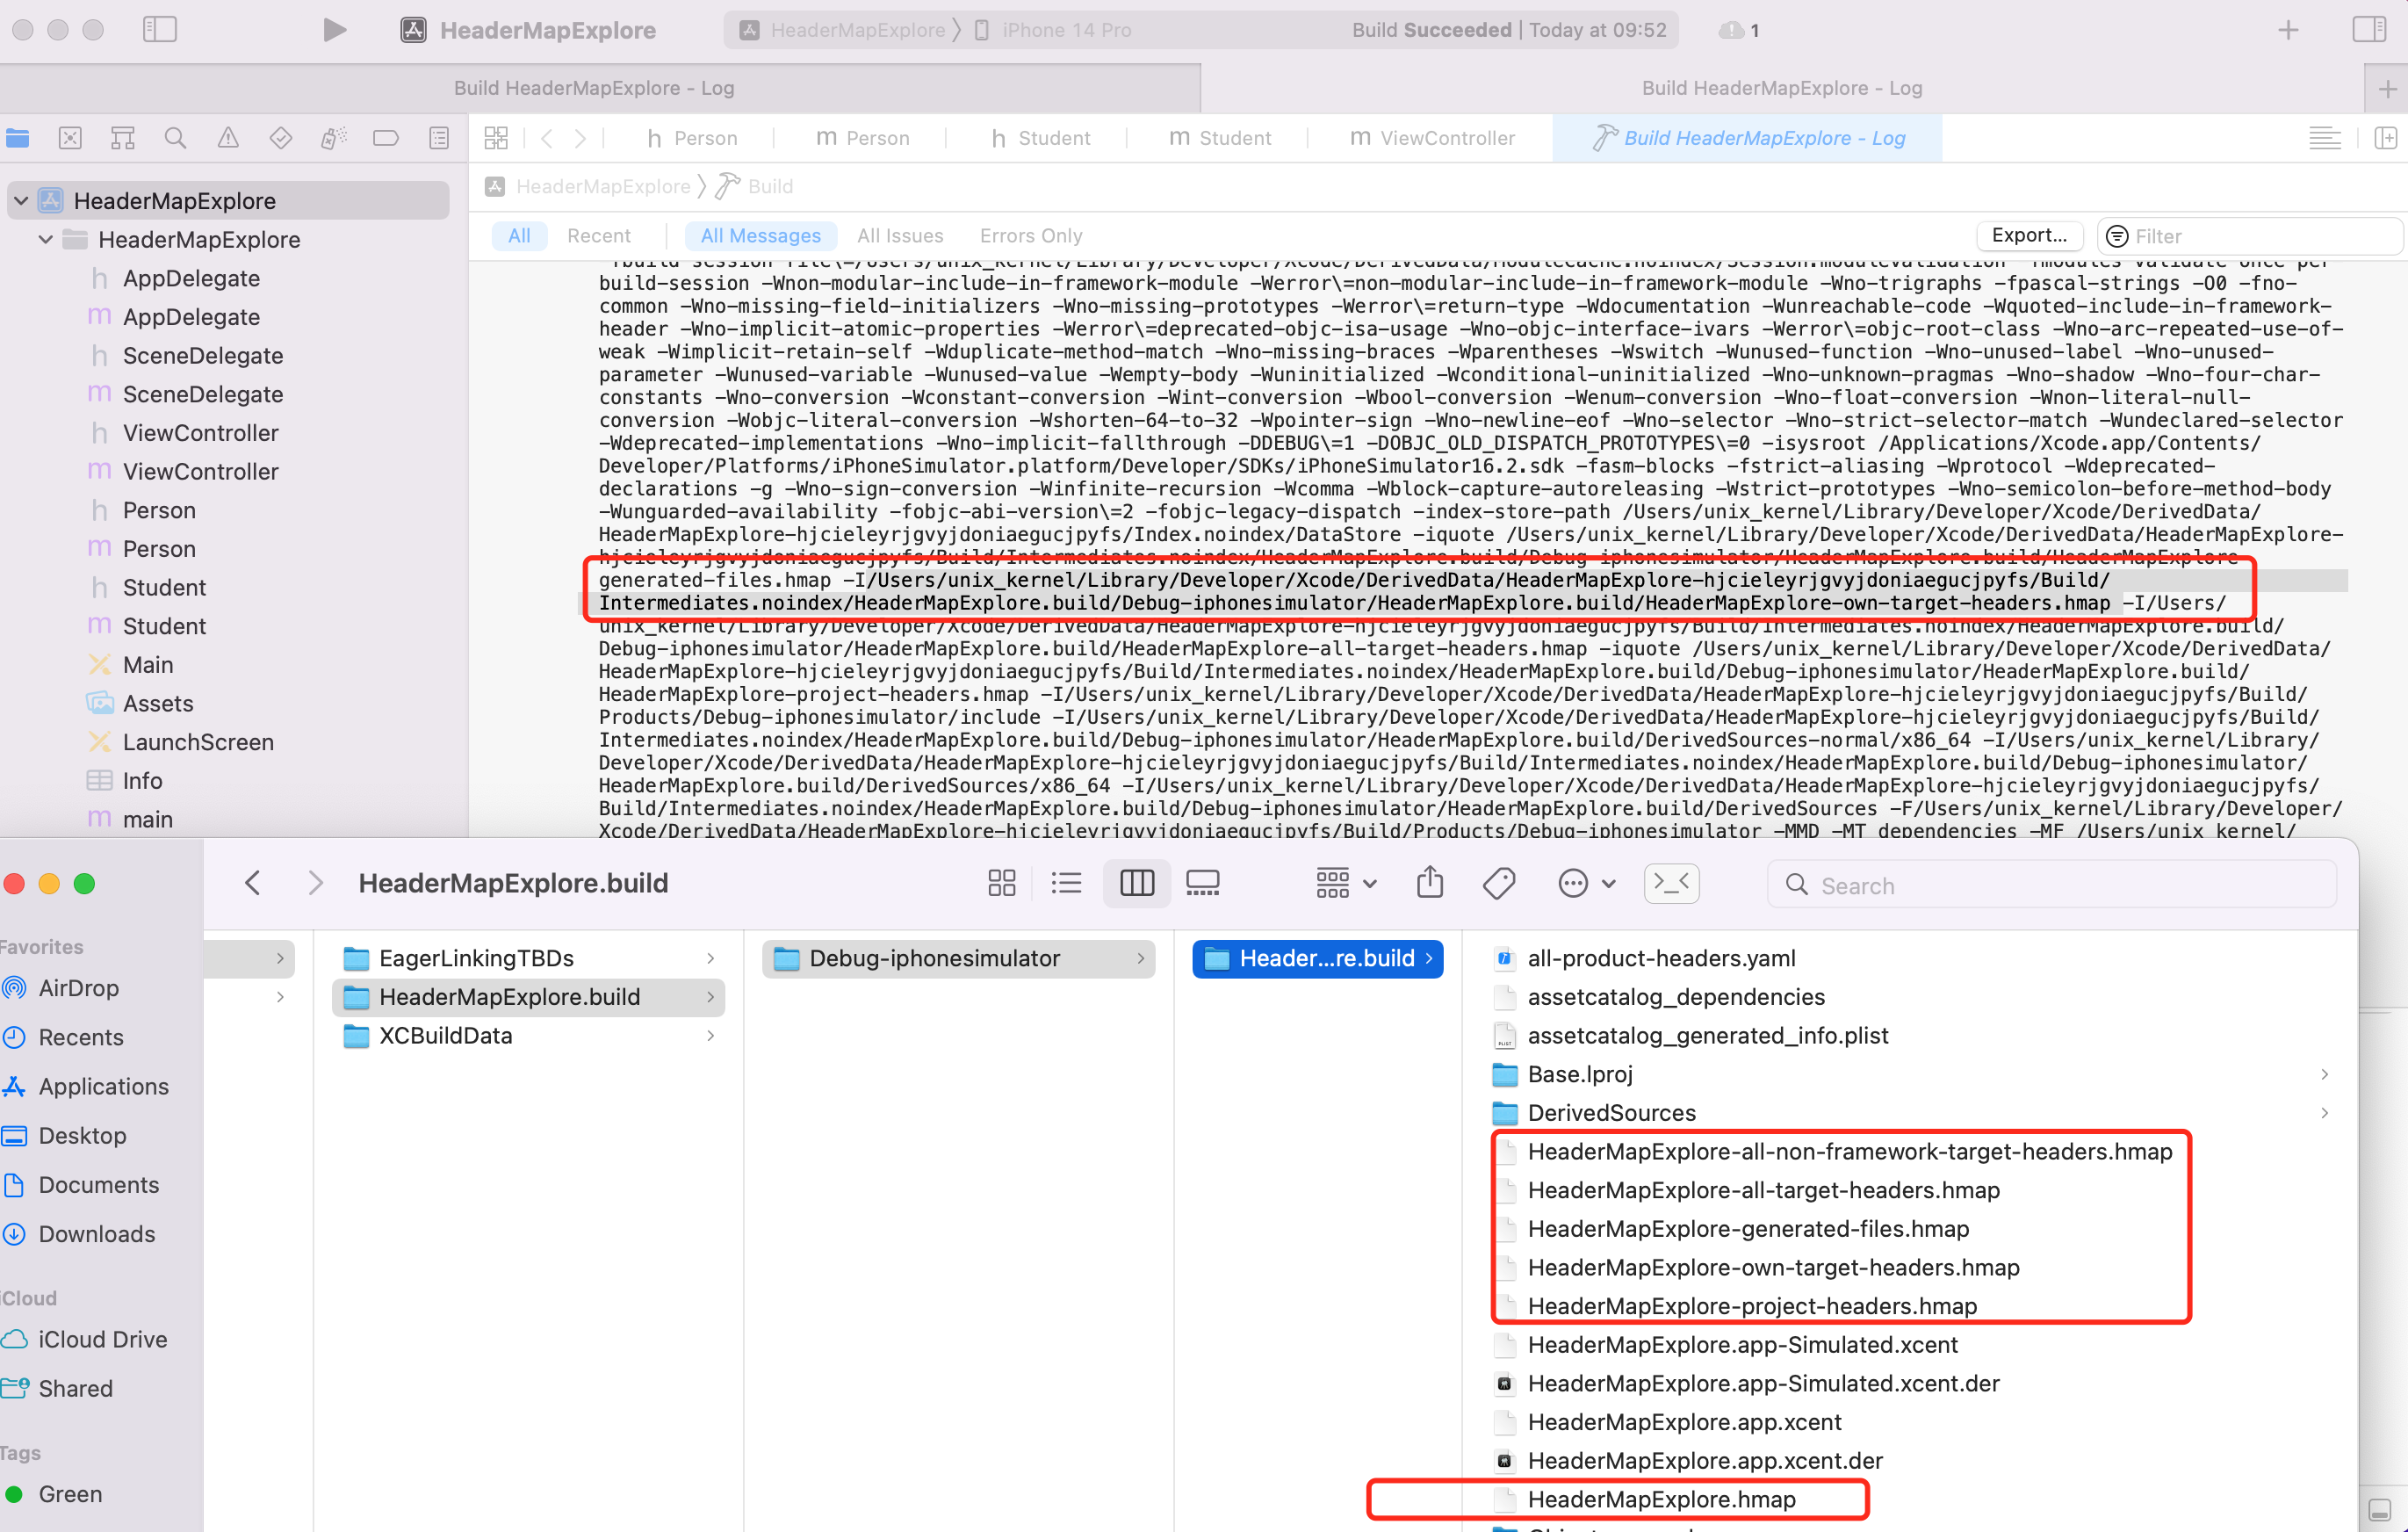 HeaderMapExplore
HeaderMapExplore
iPhone 14 Pro
Build Succeeded | Today at 09:52
1
Build HeaderMapExplore - Log
Build HeaderMapExplore - Log
h Person
m Person
h Student
m Student
m ViewController
Build HeaderMapExplore - Log
HeaderMapExplore
Build
All
Recent
All Messages
All Issues
Errors Only
Export...
Filter
HeaderMapExplore
HeaderMapExplore
h AppDelegate
m AppDelegate
h SceneDelegate
m SceneDelegate
h ViewController
m ViewController
h Person
m Person
h Student
m Student
Main
Assets
LaunchScreen
Info
m main
-fbuild-session-file\=/Users/unix_kernel/Library/Developer/Xcode/DerivedData/ModuleCache.noindex/Session.modulevalidation -fmodules-validate-once-per-
build-session -Wnon-modular-include-in-framework-module -Werror\=non-modular-include-in-framework-module -Wno-trigraphs -fpascal-strings -O0 -fno-
common -Wno-missing-field-initializers -Wno-missing-prototypes -Werror\=return-type -Wdocumentation -Wunreachable-code -Wquoted-include-in-framework-
header -Wno-implicit-atomic-properties -Werror\=deprecated-objc-isa-usage -Wno-objc-interface-ivars -Werror\=objc-root-class -Wno-arc-repeated-use-of-
weak -Wimplicit-retain-self -Wduplicate-method-match -Wno-missing-braces -Wparentheses -Wswitch -Wunused-function -Wno-unused-label -Wno-unused-
parameter -Wunused-variable -Wunused-value -Wempty-body -Wuninitialized -Wconditional-uninitialized -Wno-unknown-pragmas -Wno-shadow -Wno-four-char-
constants -Wno-conversion -Wconstant-conversion -Wint-conversion -Wbool-conversion -Wenum-conversion -Wno-float-conversion -Wnon-literal-null-
conversion -Wobjc-literal-conversion -Wshorten-64-to-32 -Wpointer-sign -Wno-newline-eof -Wno-selector -Wno-strict-selector-match -Wundeclared-selector
-Wdeprecated-implementations -Wno-implicit-fallthrough -DDEBUG\=1 -DOBJC_OLD_DISPATCH_PROTOTYPES\=0 -isysroot /Applications/Xcode.app/Contents/
Developer/Platforms/iPhoneSimulator.platform/Developer/SDKs/iPhoneSimulator16.2.sdk -fasm-blocks -fstrict-aliasing -Wprotocol -Wdeprecated-
declarations -g -Wno-sign-conversion -Winfinite-recursion -Wcomma -Wblock-capture-autoreleasing -Wstrict-prototypes -Wno-semicolon-before-method-body
-Wunguarded-availability -fobjc-abi-version\=2 -fobjc-legacy-dispatch -index-store-path /Users/unix_kernel/Library/Developer/Xcode/DerivedData/
HeaderMapExplore-hjcieleyrjgvyjdoniaegucjpyfs/Index.noindex/DataStore -iquote /Users/unix_kernel/Library/Developer/Xcode/DerivedData/HeaderMapExplore-
hjcieleyrjgvyjdoniaegucjpyfs/Build/Intermediates.noindex/HeaderMapExplore.build/Debug-iphonesimulator/HeaderMapExplore.build/HeaderMapExplore-
generated-files.hmap -I/Users/unix_kernel/Library/Developer/Xcode/DerivedData/HeaderMapExplore-hjcieleyrjgvyjdoniaegucjpyfs/Build/
Intermediates.noindex/HeaderMapExplore.build/Debug-iphonesimulator/HeaderMapExplore.build/HeaderMapExplore-own-target-headers.hmap -I/Users/
unix_kernel/Library/Developer/Xcode/DerivedData/HeaderMapExplore-hjcieleyrjgvyjdoniaegucjpyfs/Build/Intermediates.noindex/HeaderMapExplore.build/
Debug-iphonesimulator/HeaderMapExplore.build/HeaderMapExplore-all-target-headers.hmap -iquote /Users/unix_kernel/Library/Developer/Xcode/DerivedData/
HeaderMapExplore-hjcieleyrjgvyjdoniaegucjpyfs/Build/Intermediates.noindex/HeaderMapExplore.build/Debug-iphonesimulator/HeaderMapExplore.build/
HeaderMapExplore-project-headers.hmap -I/Users/unix_kernel/Library/Developer/Xcode/DerivedData/HeaderMapExplore-hjcieleyrjgvyjdoniaegucjpyfs/Build/
Products/Debug-iphonesimulator/include -I/Users/unix_kernel/Library/Developer/Xcode/DerivedData/HeaderMapExplore-hjcieleyrjgvyjdoniaegucjpyfs/Build/
Intermediates.noindex/HeaderMapExplore.build/Debug-iphonesimulator/HeaderMapExplore.build/DerivedSources-normal/x86_64 -I/Users/unix_kernel/Library/
Developer/Xcode/DerivedData/HeaderMapExplore-hjcieleyrjgvyjdoniaegucjpyfs/Build/Intermediates.noindex/HeaderMapExplore.build/Debug-iphonesimulator/
HeaderMapExplore.build/DerivedSources/x86_64 -I/Users/unix_kernel/Library/Developer/Xcode/DerivedData/HeaderMapExplore-hjcieleyrjgvyjdoniaegucjpyfs/
Build/Intermediates.noindex/HeaderMapExplore.build/Debug-iphonesimulator/HeaderMapExplore.build/DerivedSources -F/Users/unix_kernel/Library/Developer/
Xcode/DerivedData/HeaderMapExplore-hjcieleyrjgvyjdoniaegucjpyfs/Build/Products/Debug-iphonesimulator -MMD -MT dependencies -MF /Users/unix_kernel/
HeaderMapExplore.build
Search
Favorites
AirDrop
Recents
Applications
Desktop
Documents
Downloads
iCloud
iCloud Drive
Shared
Tags
Green
EagerLinkingTBDs
HeaderMapExplore.build
XCBuildData
Debug-iphonesimulator
Header...re.build
all-product-headers.yaml
assetcatalog_dependencies
assetcatalog_generated_info.plist
Base.lproj
DerivedSources
HeaderMapExplore-all-non-framework-target-headers.hmap
HeaderMapExplore-all-target-headers.hmap
HeaderMapExplore-generated-files.hmap
HeaderMapExplore-own-target-headers.hmap
HeaderMapExplore-project-headers.hmap
HeaderMapExplore.app-Simulated.xcent
HeaderMapExplore.app-Simulated.xcent.der
HeaderMapExplore.app.xcent
HeaderMapExplore.app.xcent.der
HeaderMapExplore.hmap